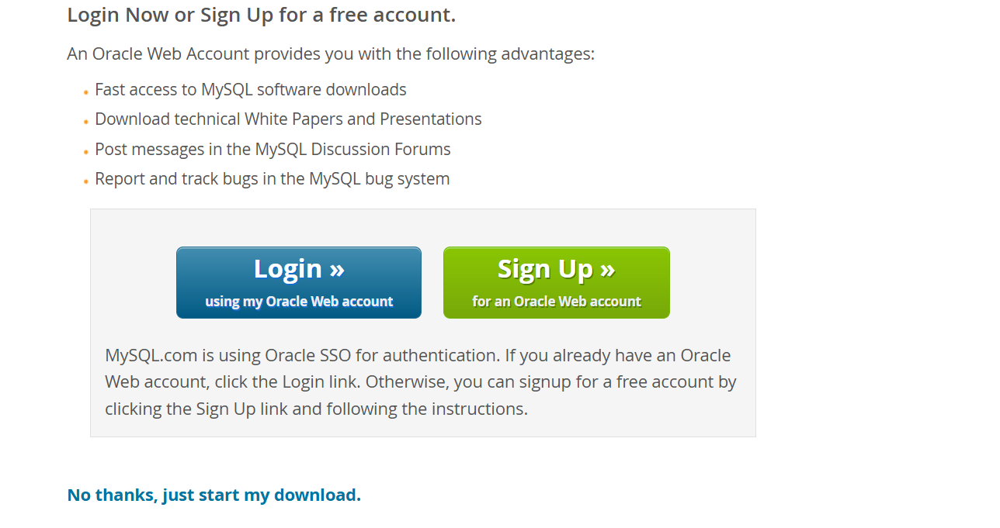 Login Now or Sign Up for a free account.
An Oracle Web Account provides you with the following advantages:
Fast access to MySQL software downloads
Download technical White Papers and Presentations
Post messages in the MySQL Discussion Forums
Report and track bugs in the MySQL bug system
Login »
using my Oracle Web account
Sign Up »
for an Oracle Web account
MySQL.com is using Oracle SSO for authentication. If you already have an Oracle
Web account, click the Login link. Otherwise, you can signup for a free account by
clicking the Sign Up link and following the instructions.
No thanks, just start my download.